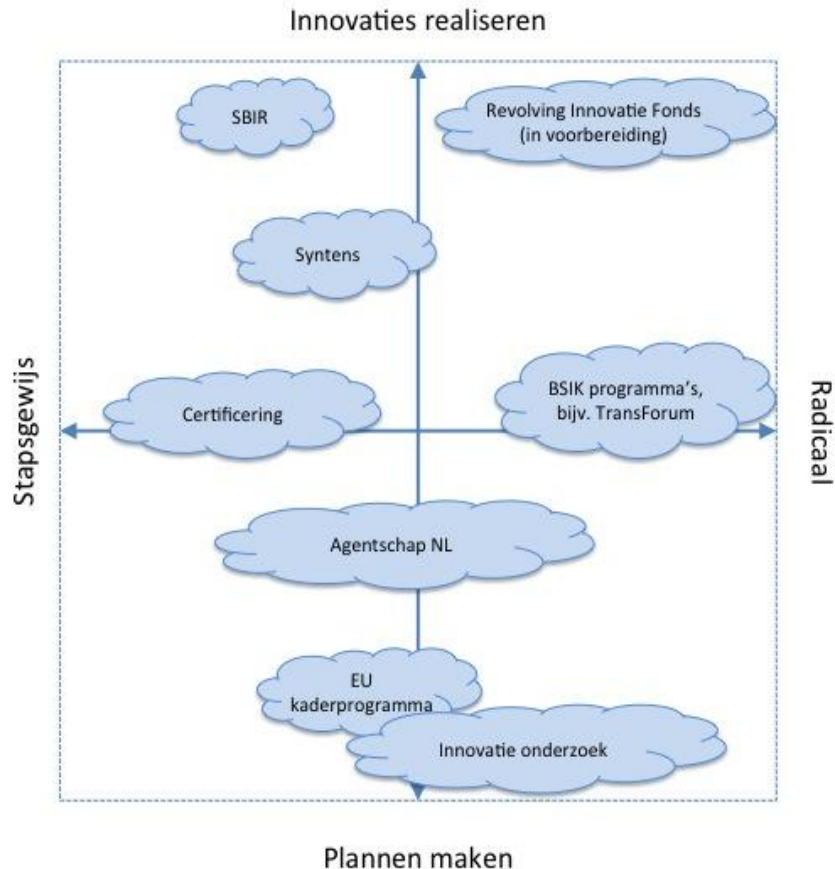 Innovaties realiseren
SBIR
Revolving Innovatie Fonds
(in voorbereiding)
Syntens
Stapsgewijs
Certificering
BSIK programma's,
bijv. TransForum
Radicaal
Agentschap NL
EU
kaderprogramma
Innovatie onderzoek
Plannen maken